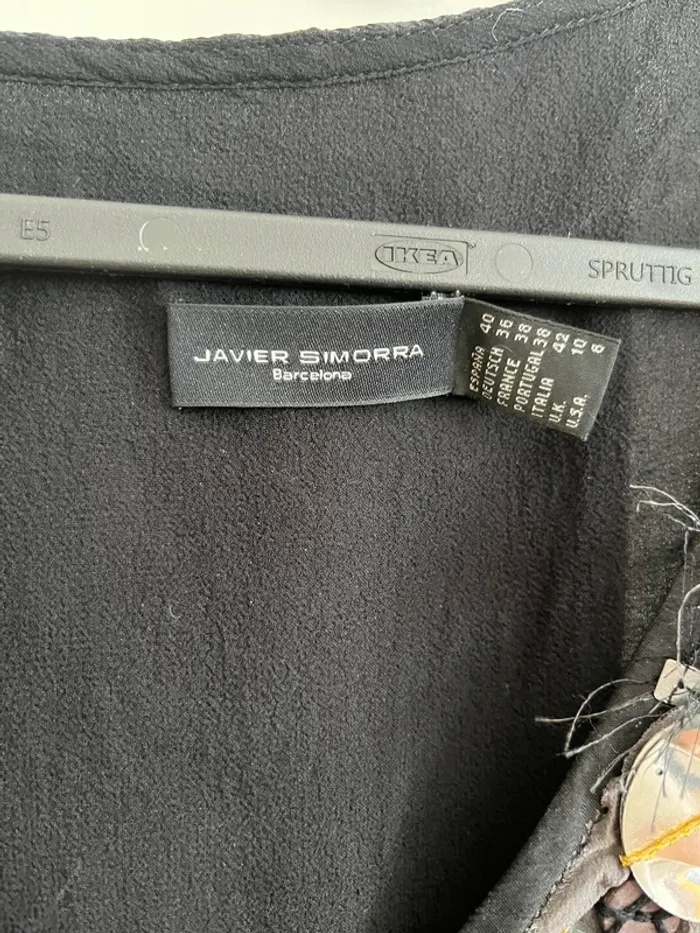 E5
IKEA
SPRUTTIG
JAVIER SIMORRA
Barcelona
ESPAÑA 40
DEUTSCH 36
FRANCE 38
PORTUGAL 38
ITALIA 42
U.K. 10
U.S.A. 6